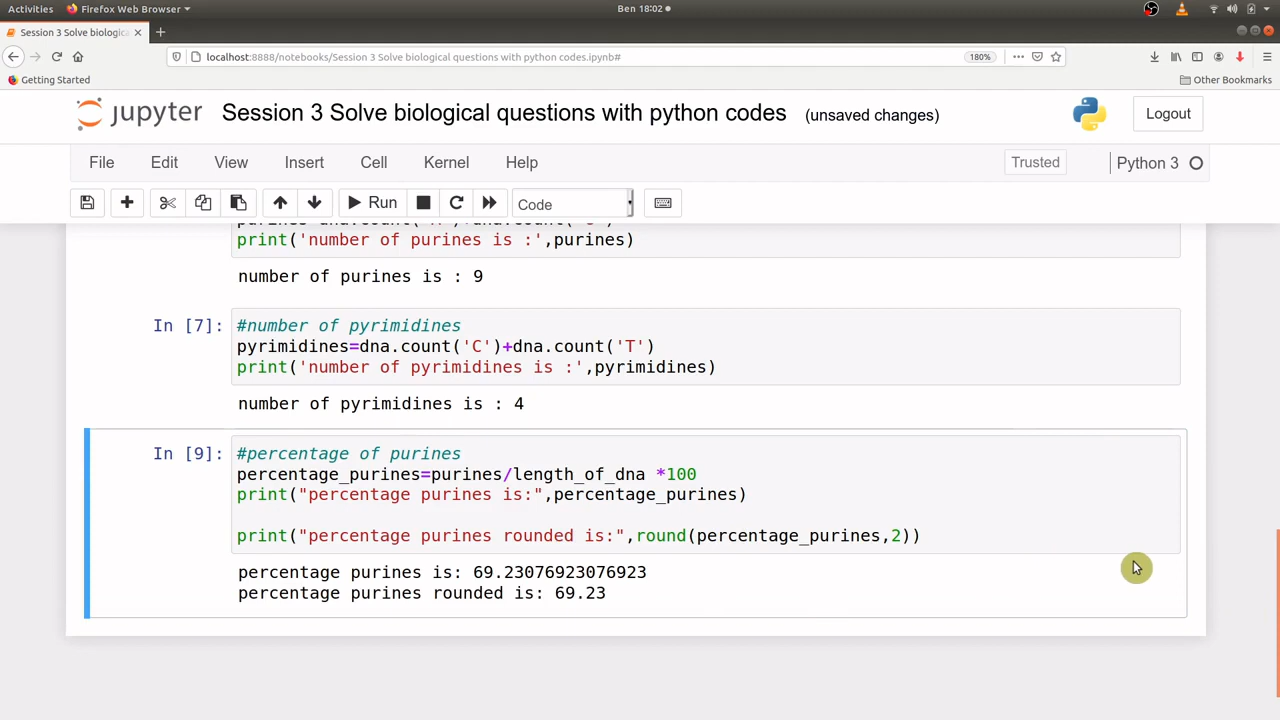 Activities Firefox Web Browser Ben 18:02
Session 3 Solve biologica
localhost:8888/notebooks/Session 3 Solve biological questions with python codes.ipynb# 180%
Getting Started Other Bookmarks
jupyter Session 3 Solve biological questions with python codes (unsaved changes) Logout
File Edit View Insert Cell Kernel Help Trusted Python 3
Run Code
print('number of purines is :',purines)
number of purines is : 9
In [7]: #number of pyrimidines
pyrimidines=dna.count('C')+dna.count('T')
print('number of pyrimidines is :',pyrimidines)
number of pyrimidines is : 4
In [9]: #percentage of purines
percentage_purines=purines/length_of_dna *100
print("percentage purines is:",percentage_purines)
print("percentage purines rounded is:",round(percentage_purines,2))
percentage purines is: 69.23076923076923
percentage purines rounded is: 69.23